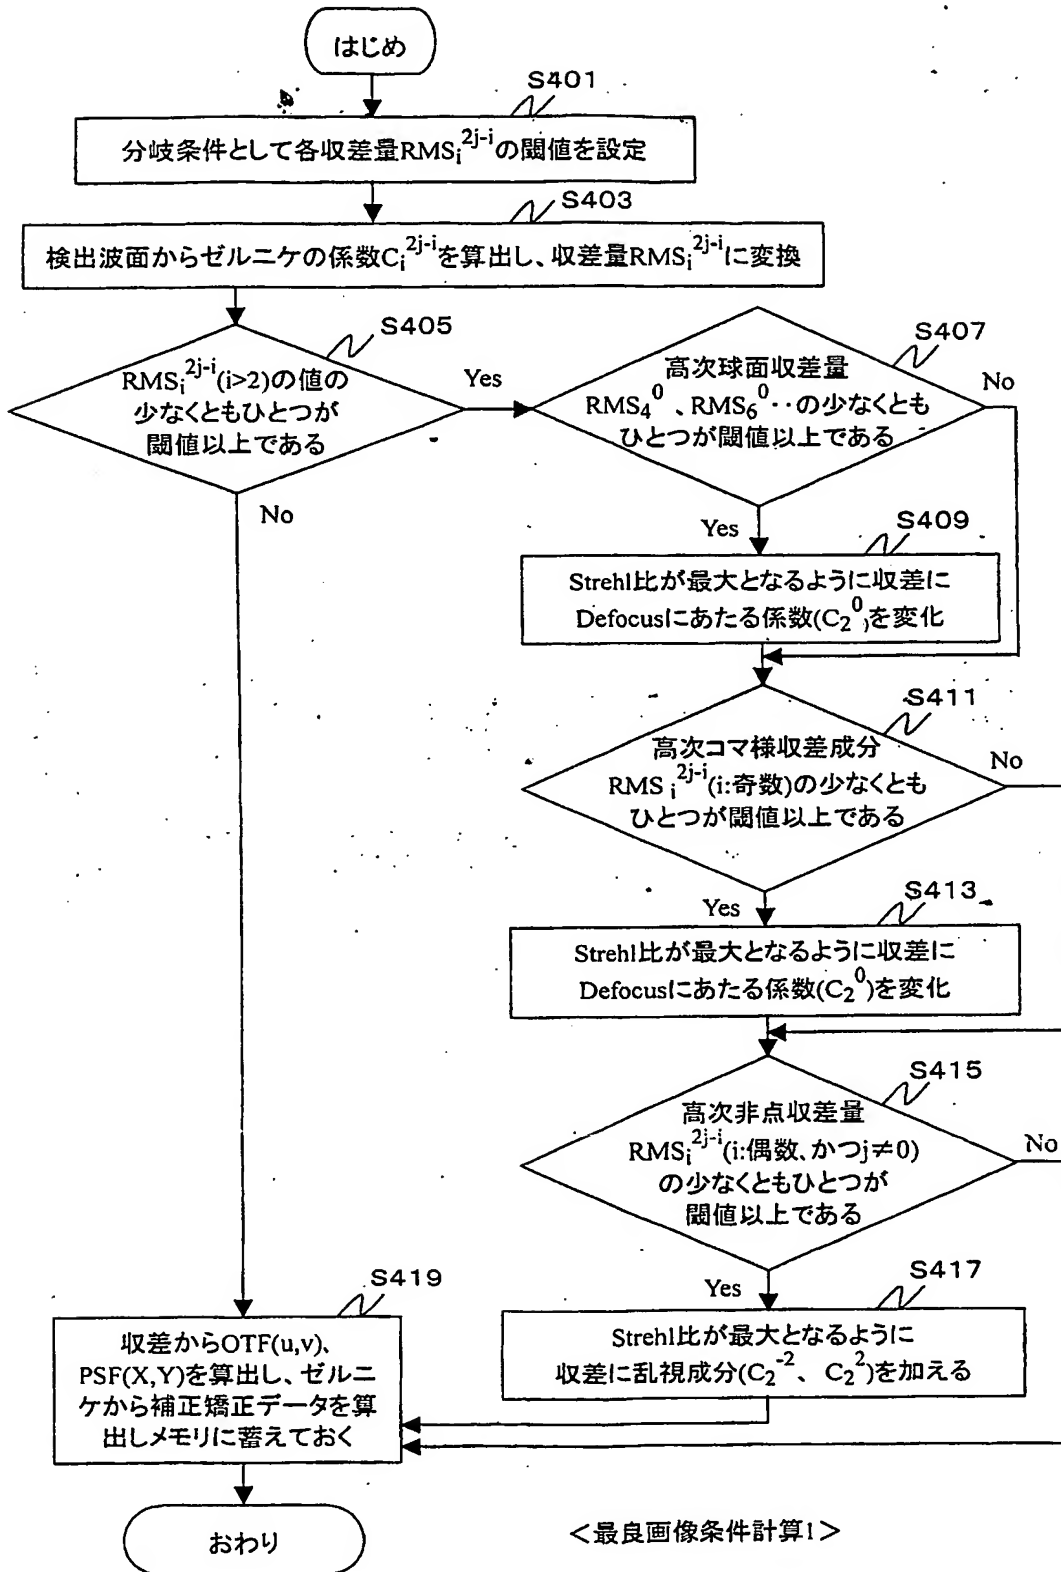 はじめ
S401
分岐条件として各収差量RMSᵢ²ʲ⁻ⁱの閾値を設定
S403
検出波面からゼルニケの係数Cᵢ²ʲ⁻ⁱを算出し、収差量RMSᵢ²ʲ⁻ⁱに変換
S405
RMSᵢ²ʲ⁻ⁱ(i>2)の値の
少なくともひとつが
閾値以上である
Yes
No
S407
高次球面収差量
RMS₄⁰、RMS₆⁰‥の少なくとも
ひとつが閾値以上である
No
Yes
S409
Strehl比が最大となるように収差に
Defocusにあたる係数(C₂⁰)を変化
S411
高次コマ様収差成分
RMSᵢ²ʲ⁻ⁱ(i:奇数)の少なくとも
ひとつが閾値以上である
No
Yes
S413
Strehl比が最大となるように収差に
Defocusにあたる係数(C₂⁰)を変化
S415
高次非点収差量
RMSᵢ²ʲ⁻ⁱ(i:偶数、かつj≠0)
の少なくともひとつが
閾値以上である
No
Yes
S417
Strehl比が最大となるように
収差に乱視成分(C₂⁻²、C₂²)を加える
S419
収差からOTF(u,v)、
PSF(X,Y)を算出し、ゼルニ
ケから補正矯正データを算
出しメモリに蓄えておく
おわり
＜最良画像条件計算1＞